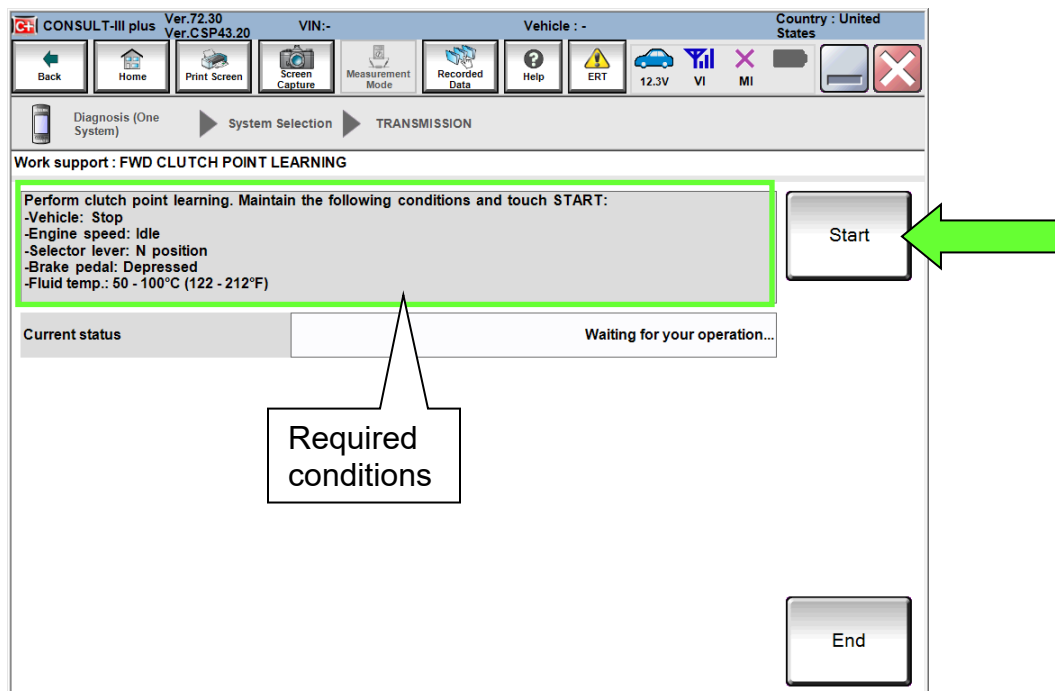 C+ CONSULT-III plus Ver.72.30 VIN:- Vehicle : - Country : United
Ver.CSP43.20 States
Back Home Print Screen Screen Capture Measurement Mode Recorded Data Help ERT 12.3V VI MI
Diagnosis (One System) System Selection TRANSMISSION
Work support : FWD CLUTCH POINT LEARNING
Perform clutch point learning. Maintain the following conditions and touch START:
-Vehicle: Stop
-Engine speed: Idle
-Selector lever: N position
-Brake pedal: Depressed
-Fluid temp.: 50 - 100°C (122 - 212°F)
Start
Current status Waiting for your operation...
Required
conditions
End